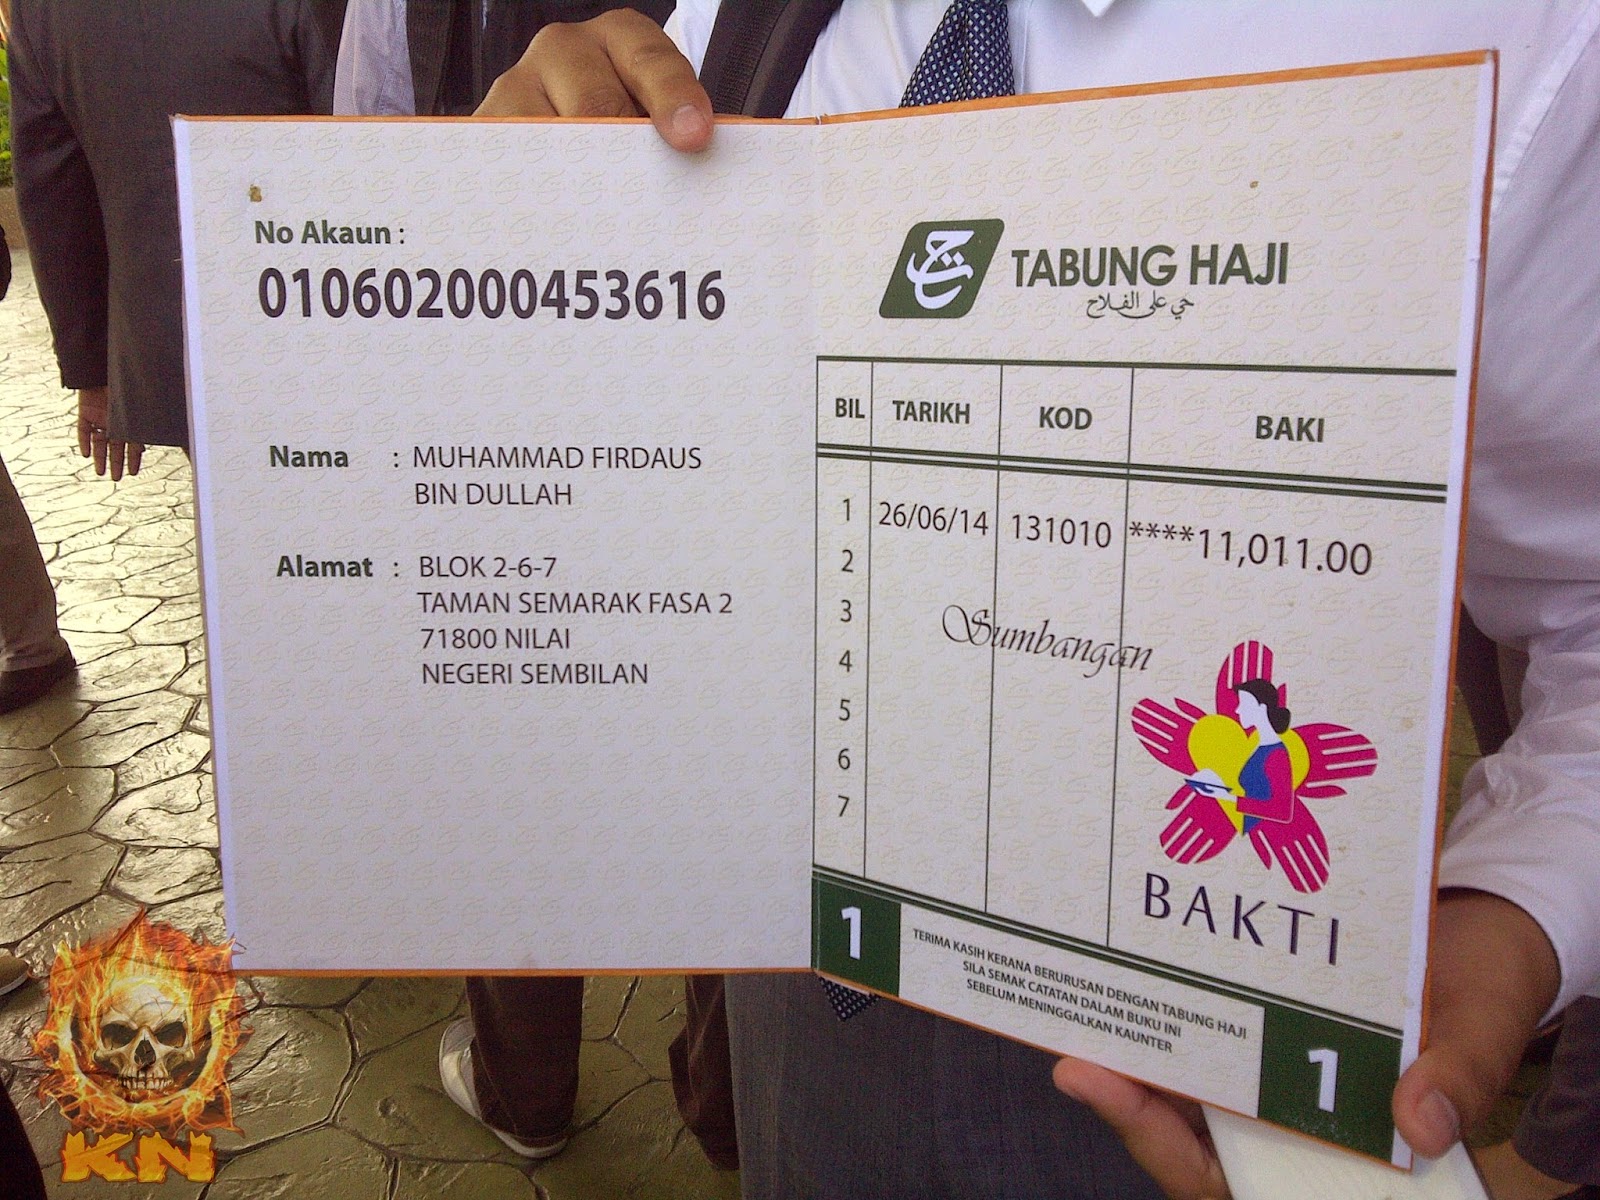 No Akaun :
010602000453616
Nama : MUHAMMAD FIRDAUS
BIN DULLAH
Alamat : BLOK 2-6-7
TAMAN SEMARAK FASA 2
71800 NILAI
NEGERI SEMBILAN
TABUNG HAJI
حي على الفلاح
BIL TARIKH KOD BAKI
1 26/06/14 131010 ****11,011.00
2
3
Sumbangan
4
5
6
7
BAKTI
1
TERIMA KASIH KERANA BERURUSAN DENGAN TABUNG HAJI
SILA SEMAK CATATAN DALAM BUKU INI
SEBELUM MENINGGALKAN KAUNTER
1
KN